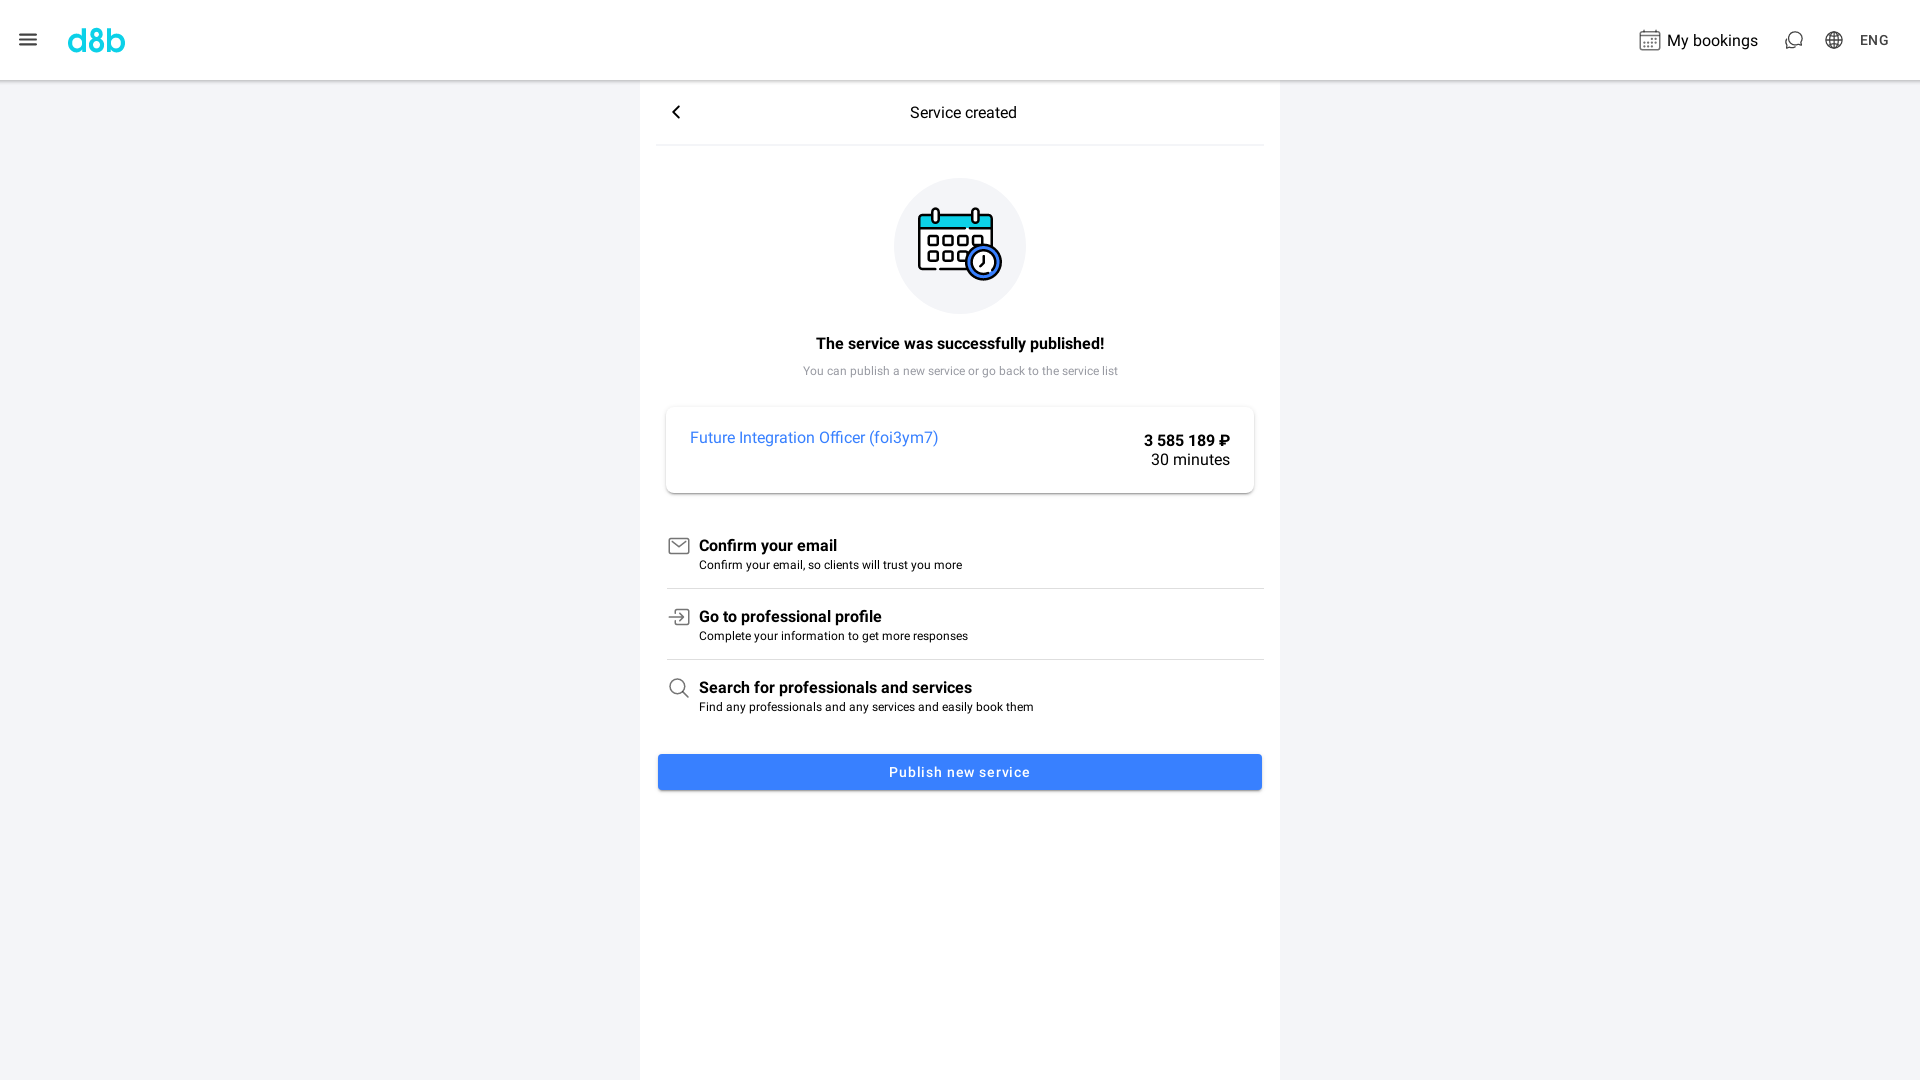 d8b
My bookings
ENG
Service created
The service was successfully published!
You can publish a new service or go back to the service list
Future Integration Officer (foi3ym7)
3 585 189 ₽
30 minutes
Confirm your email
Confirm your email, so clients will trust you more
Go to professional profile
Complete your information to get more responses
Search for professionals and services
Find any professionals and any services and easily book them
Publish new service